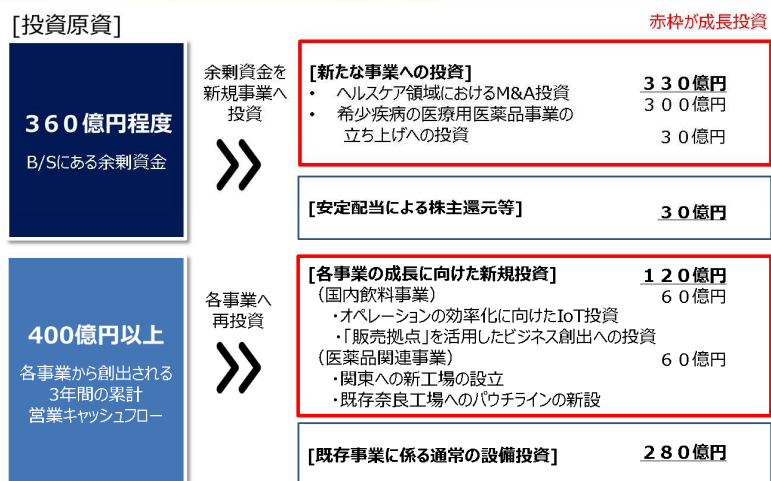 [投資原資]
赤枠が成長投資
360億円程度
B/Sにある余剰資金
余剰資金を
新規事業へ
投資
[新たな事業への投資]
330億円
・ ヘルスケア領域におけるM&A投資
300億円
・ 希少疾病の医療用医薬品事業の
立ち上げへの投資
30億円
[安定配当による株主還元等]
30億円
400億円以上
各事業から創出される
3年間の累計
営業キャッシュフロー
各事業へ
再投資
[各事業の成長に向けた新規投資]
120億円
（国内飲料事業）
60億円
・オペレーションの効率化に向けたIoT投資
・「販売拠点」を活用したビジネス創出への投資
（医薬品関連事業）
60億円
・関東への新工場の設立
・既存奈良工場へのパウチラインの新設
[既存事業に係る通常の設備投資]
280億円